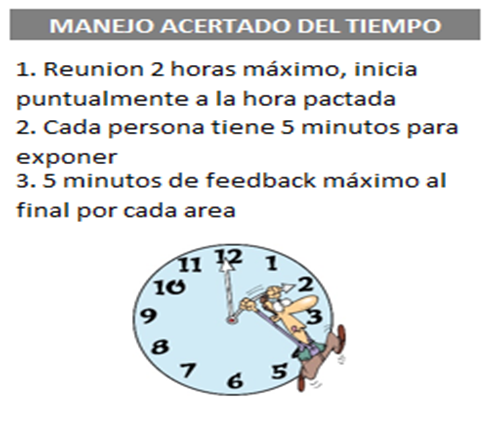 MANEJO ACERTADO DEL TIEMPO
1. Reunion 2 horas máximo, inicia
puntualmente a la hora pactada
2. Cada persona tiene 5 minutos para
exponer
3. 5 minutos de feedback máximo al
final por cada area
12
11
1
10
2
9
3
8
7
5
6